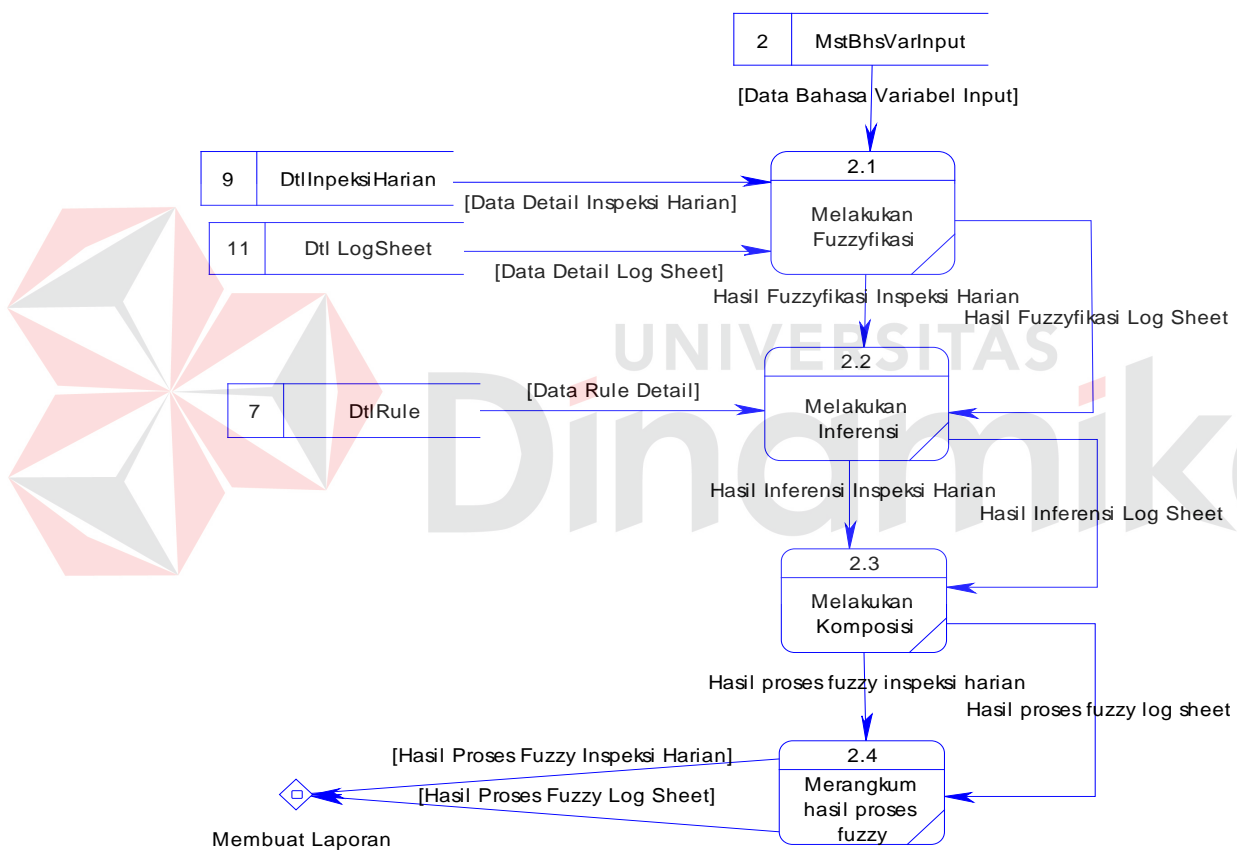 2 MstBhsVarInput
[Data Bahasa Variabel Input]
9 DtlInpeksiHarian
[Data Detail Inspeksi Harian]
11 Dtl LogSheet
[Data Detail Log Sheet]
2.1
Melakukan
Fuzzyfikasi
Hasil Fuzzyfikasi Inspeksi Harian
Hasil Fuzzyfikasi Log Sheet
UNIVERSITAS
Dinamika
7 DtlRule
[Data Rule Detail]
2.2
Melakukan
Inferensi
Hasil Inferensi Inspeksi Harian
Hasil Inferensi Log Sheet
2.3
Melakukan
Komposisi
Hasil proses fuzzy inspeksi harian
Hasil proses fuzzy log sheet
2.4
Merangkum
hasil proses
fuzzy
[Hasil Proses Fuzzy Inspeksi Harian]
[Hasil Proses Fuzzy Log Sheet]
Membuat Laporan